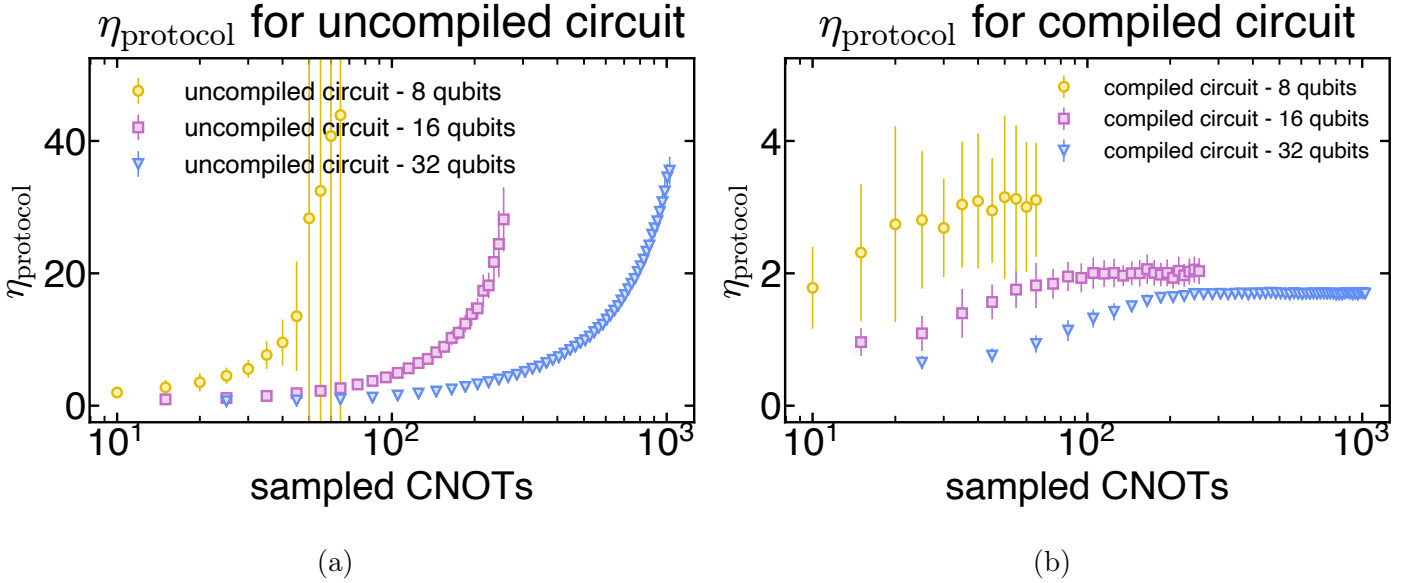 η_protocol for uncompiled circuit
uncompiled circuit - 8 qubits
uncompiled circuit - 16 qubits
uncompiled circuit - 32 qubits
40
20
0
η_protocol
10^1
10^2
10^3
sampled CNOTs
(a)
η_protocol for compiled circuit
compiled circuit - 8 qubits
compiled circuit - 16 qubits
compiled circuit - 32 qubits
4
2
0
η_protocol
10^1
10^2
10^3
sampled CNOTs
(b)